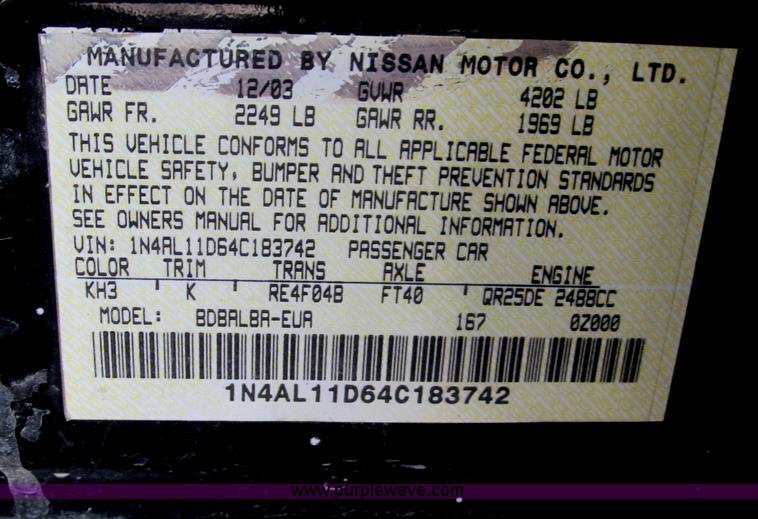 MANUFACTURED BY NISSAN MOTOR CO., LTD.
DATE 12/03 GVWR 4202 LB
GAWR FR. 2249 LB GAWR RR. 1969 LB
THIS VEHICLE CONFORMS TO ALL APPLICABLE FEDERAL MOTOR
VEHICLE SAFETY, BUMPER AND THEFT PREVENTION STANDARDS
IN EFFECT ON THE DATE OF MANUFACTURE SHOWN ABOVE.
SEE OWNERS MANUAL FOR ADDITIONAL INFORMATION.
VIN: 1N4AL11D64C183742 PASSENGER CAR
COLOR TRIM TRANS AXLE ENGINE
KH3 ' K ' RE4F04B FT40 ' QR25DE 2488CC
MODEL: BDBALBA-EUA 167 0Z000
1N4AL11D64C183742
www.purplewave.com